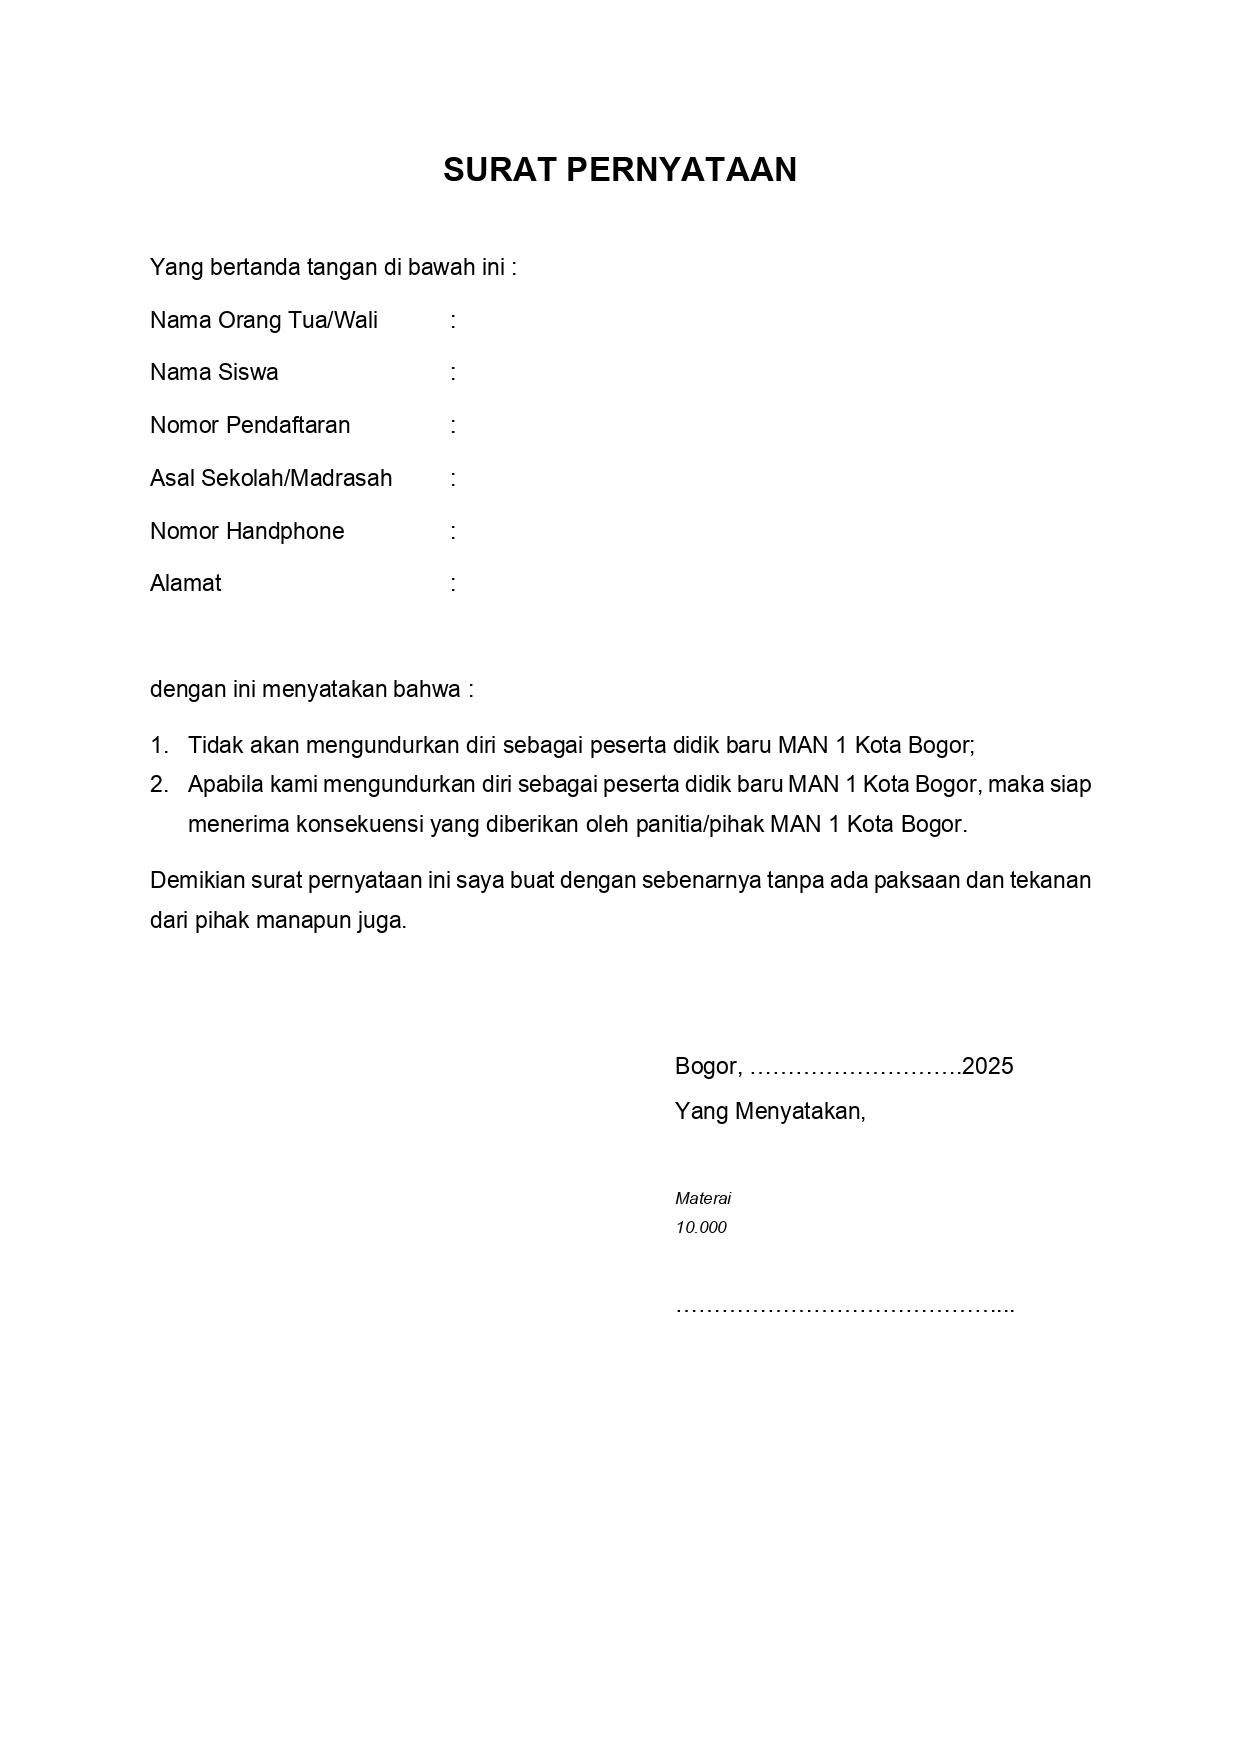 SURAT PERNYATAAN
Yang bertanda tangan di bawah ini :
Nama Orang Tua/Wali :
Nama Siswa :
Nomor Pendaftaran :
Asal Sekolah/Madrasah :
Nomor Handphone :
Alamat :
dengan ini menyatakan bahwa :
1. Tidak akan mengundurkan diri sebagai peserta didik baru MAN 1 Kota Bogor;
2. Apabila kami mengundurkan diri sebagai peserta didik baru MAN 1 Kota Bogor, maka siap
menerima konsekuensi yang diberikan oleh panitia/pihak MAN 1 Kota Bogor.
Demikian surat pernyataan ini saya buat dengan sebenarnya tanpa ada paksaan dan tekanan
dari pihak manapun juga.
Bogor, ……………………….2025
Yang Menyatakan,
Materai
10.000
……………………………………...